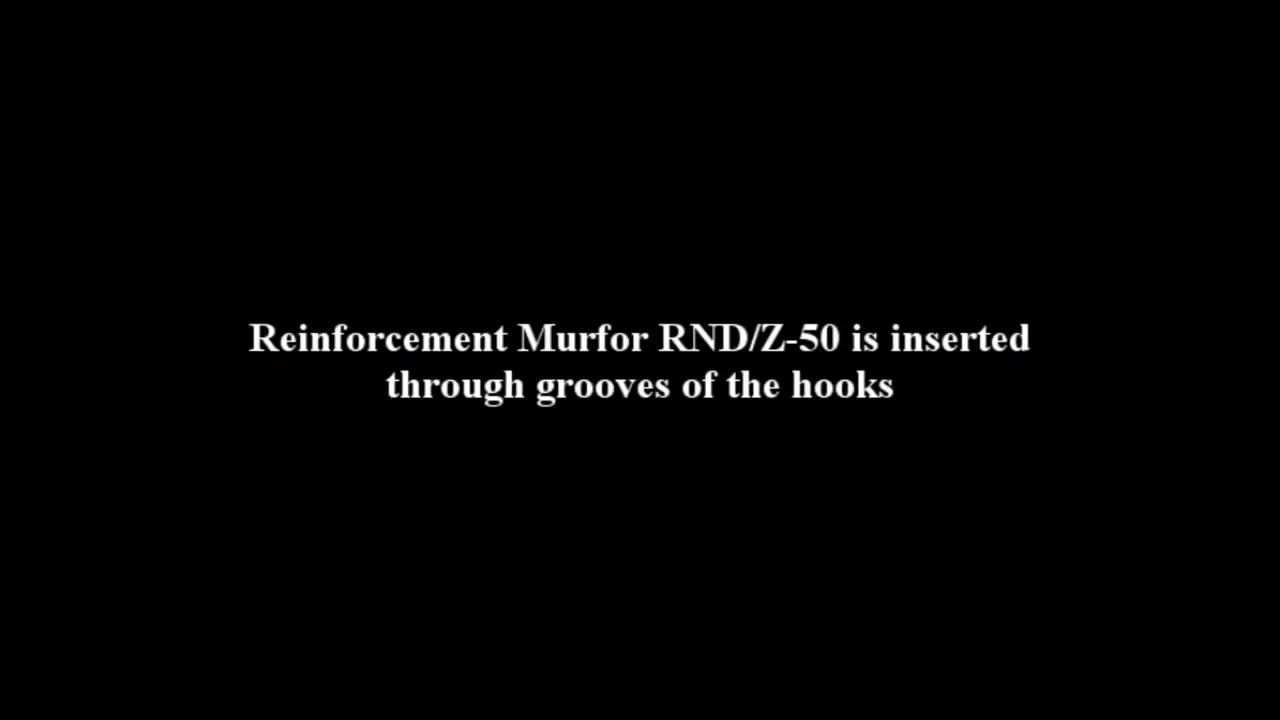 Reinforcement Murfor RND/Z-50 is inserted
through grooves of the hooks